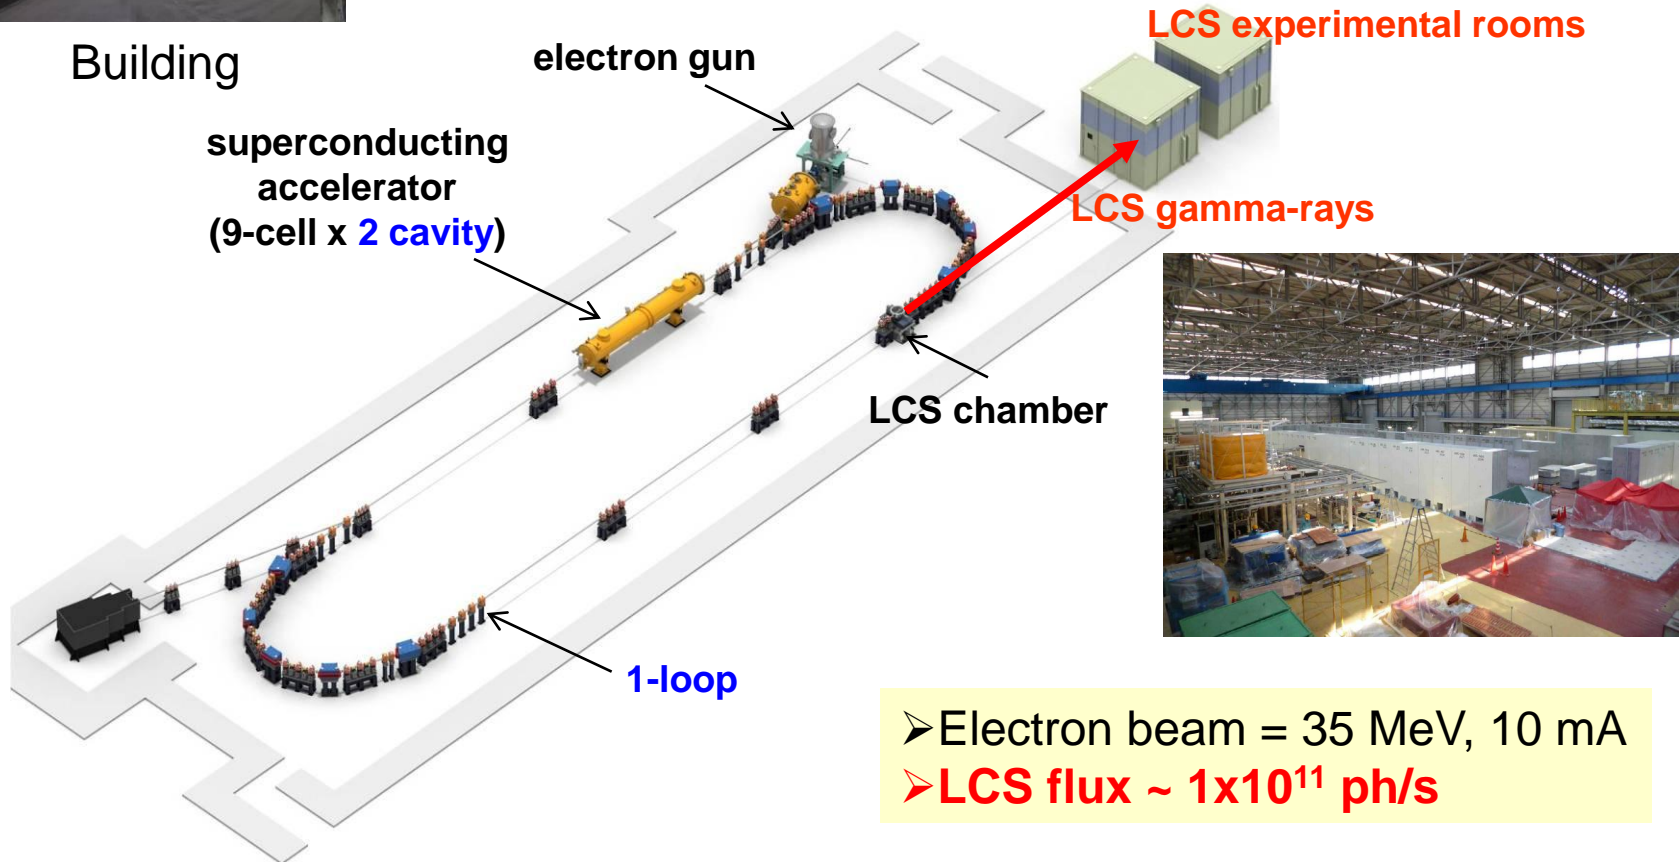 Building
electron gun
LCS experimental rooms
superconducting
accelerator
(9-cell x 2 cavity)
LCS gamma-rays
LCS chamber
1-loop
➢Electron beam = 35 MeV, 10 mA
➢LCS flux ~ 1x10¹¹ ph/s